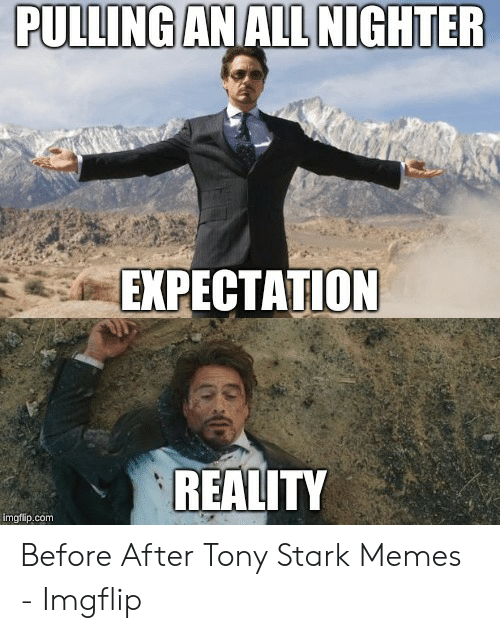 PULLING AN ALL NIGHTER
EXPECTATION
REALITY
imgflip.com
Before After Tony Stark Memes
- Imgflip